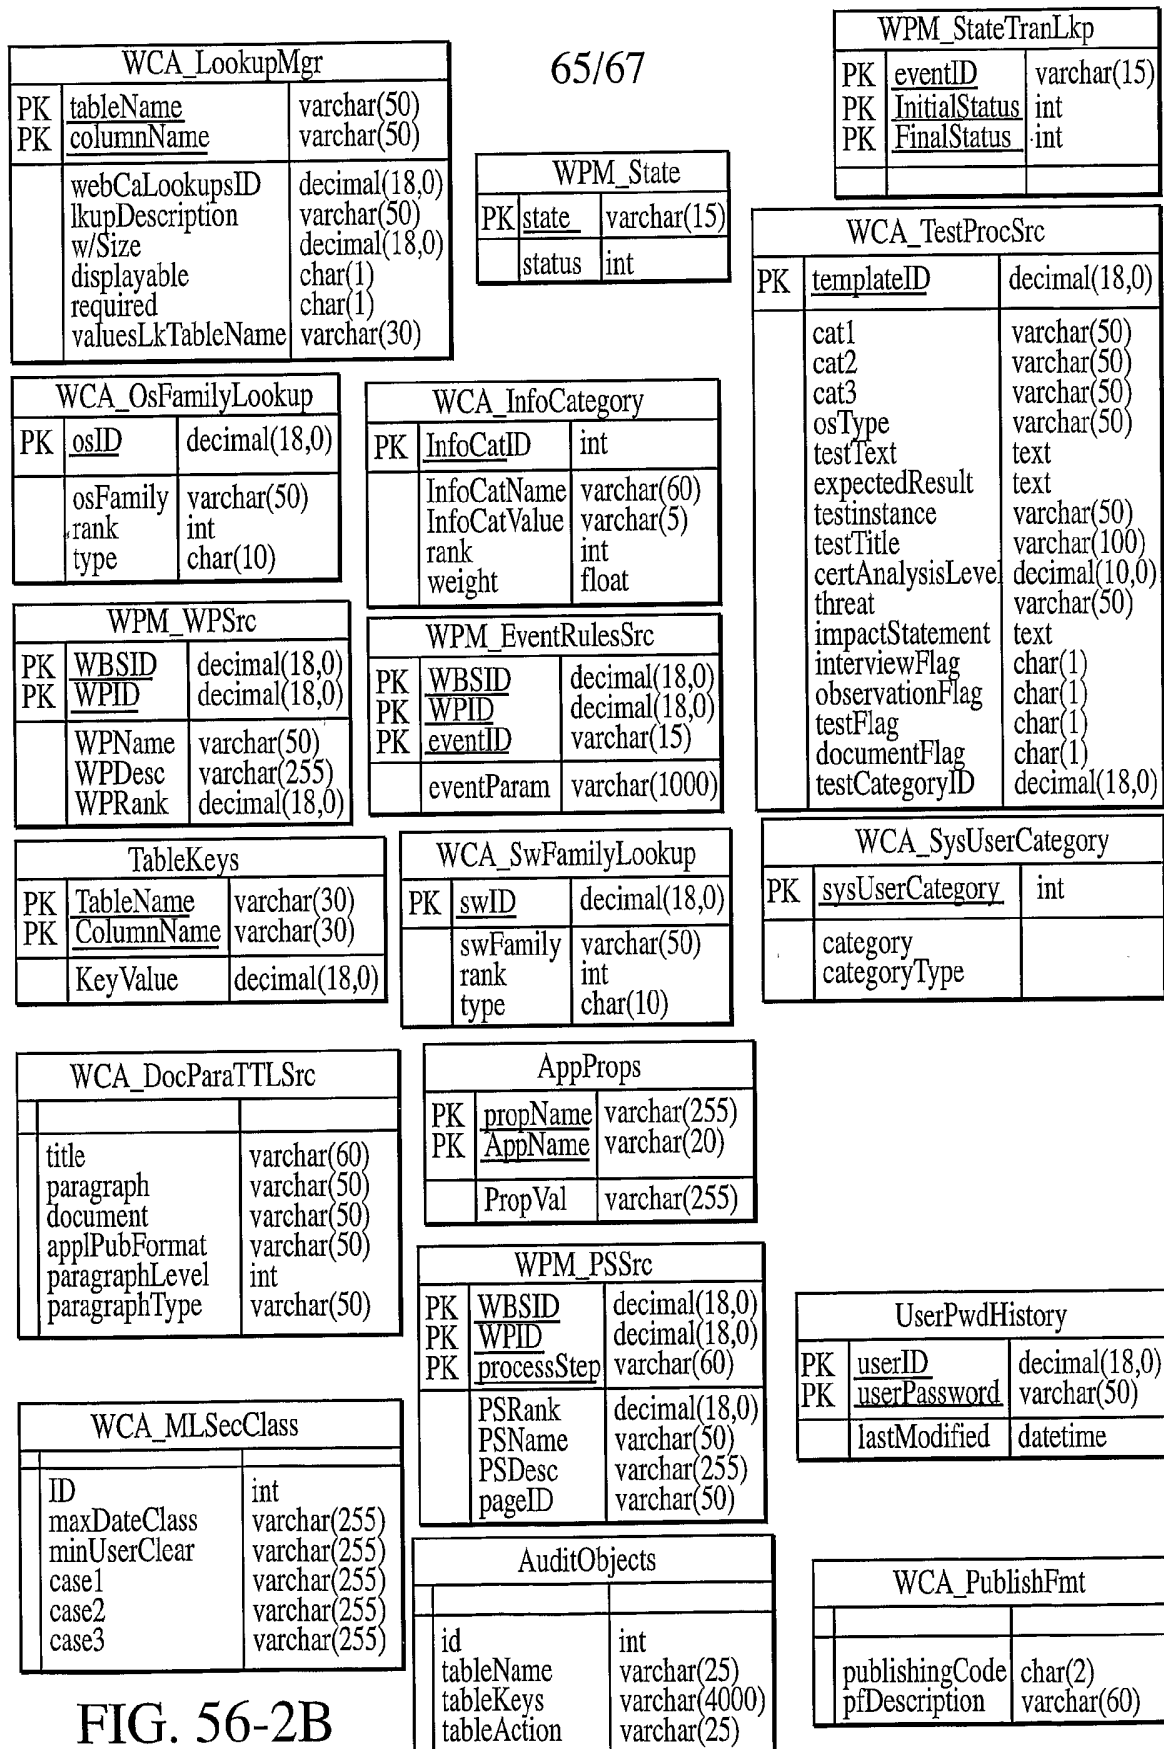 65/67
WCA_LookupMgr
PK tableName varchar(50)
PK columnName varchar(50)
webCaLookupsID decimal(18,0)
lkupDescription varchar(50)
w/Size decimal(18,0)
displayable char(1)
required char(1)
valuesLkTableName varchar(30)
WPM_State
PK state varchar(15)
status int
WPM_StateTranLkp
PK eventID varchar(15)
PK InitialStatus int
PK FinalStatus int
WCA_TestProcSrc
PK templateID decimal(18,0)
cat1 varchar(50)
cat2 varchar(50)
cat3 varchar(50)
osType varchar(50)
testText text
expectedResult text
testinstance varchar(50)
testTitle varchar(100)
certAnalysisLevel decimal(10,0)
threat varchar(50)
impactStatement text
interviewFlag char(1)
observationFlag char(1)
testFlag char(1)
documentFlag char(1)
testCategoryID decimal(18,0)
WCA_OsFamilyLookup
PK osID decimal(18,0)
osFamily varchar(50)
rank int
type char(10)
WCA_InfoCategory
PK InfoCatID int
InfoCatName varchar(60)
InfoCatValue varchar(5)
rank int
weight float
WPM_WPSrc
PK WBSID decimal(18,0)
PK WPID decimal(18,0)
WPName varchar(50)
WPDesc varchar(255)
WPRank decimal(18,0)
WPM_EventRulesSrc
PK WBSID decimal(18,0)
PK WPID decimal(18,0)
PK eventID varchar(15)
eventParam varchar(1000)
TableKeys
PK TableName varchar(30)
PK ColumnName varchar(30)
KeyValue decimal(18,0)
WCA_SwFamilyLookup
PK swID decimal(18,0)
swFamily varchar(50)
rank int
type char(10)
WCA_SysUserCategory
PK sysUserCategory int
category
categoryType
WCA_DocParaTTLSrc
title varchar(60)
paragraph varchar(50)
document varchar(50)
applPubFormat varchar(50)
paragraphLevel int
paragraphType varchar(50)
AppProps
PK propName varchar(255)
PK AppName varchar(20)
PropVal varchar(255)
WPM_PSSrc
PK WBSID decimal(18,0)
PK WPID decimal(18,0)
PK processStep varchar(60)
PSRank decimal(18,0)
PSName varchar(50)
PSDesc varchar(255)
pageID varchar(50)
UserPwdHistory
PK userID decimal(18,0)
PK userPassword varchar(50)
lastModified datetime
WCA_MLSecClass
ID int
maxDateClass varchar(255)
minUserClear varchar(255)
case1 varchar(255)
case2 varchar(255)
case3 varchar(255)
AuditObjects
id int
tableName varchar(25)
tableKeys varchar(4000)
tableAction varchar(25)
WCA_PublishFmt
publishingCode char(2)
pfDescription varchar(60)
FIG. 56-2B